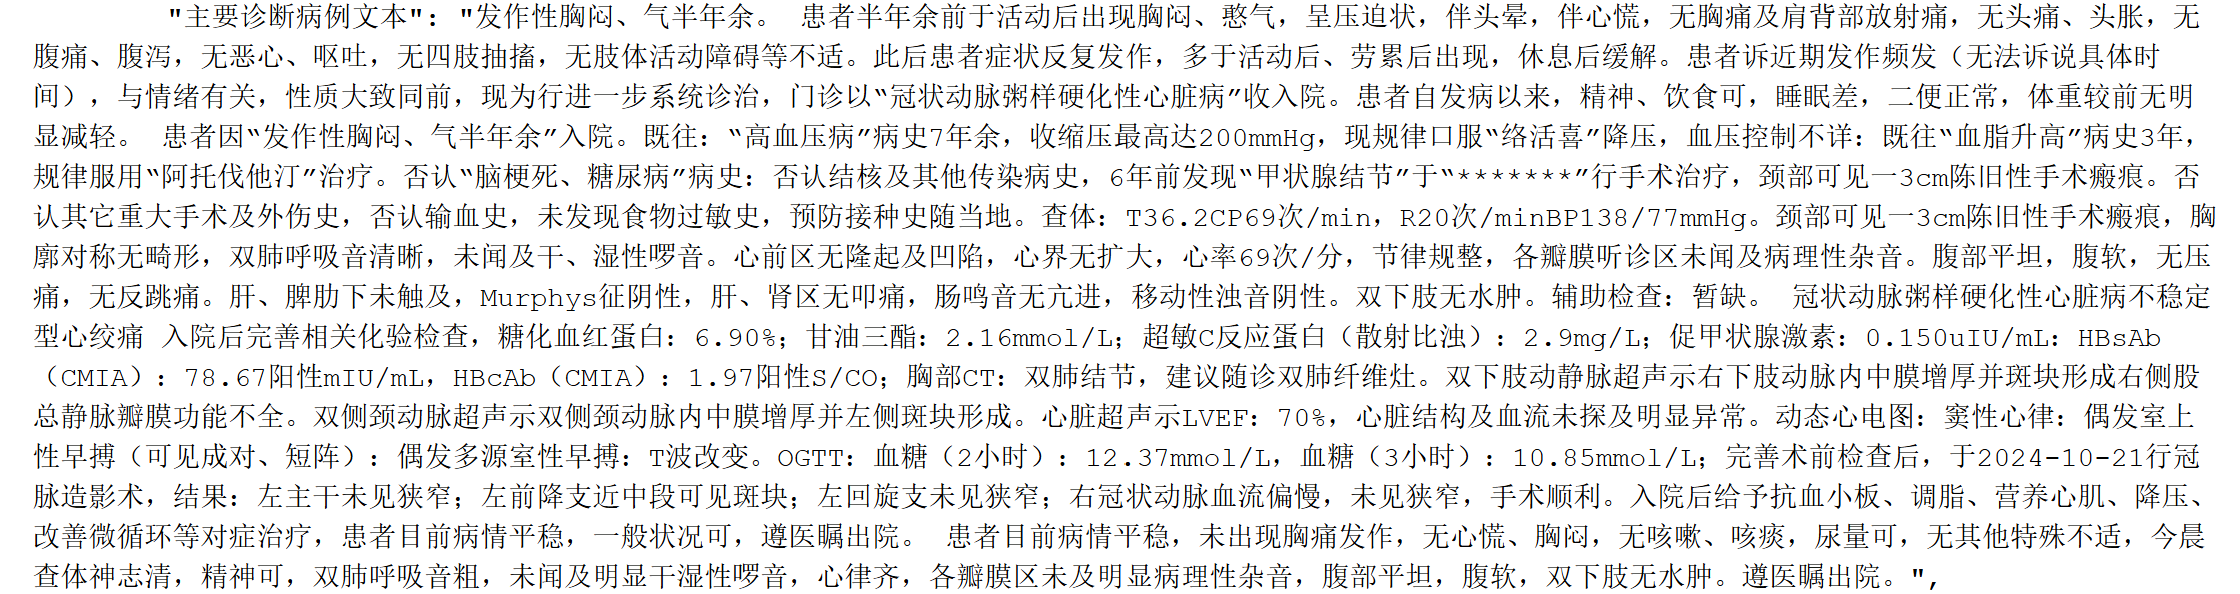 "主要诊断病例文本": "发作性胸闷、气半年余。 患者半年余前于活动后出现胸闷、憋气，呈压迫状，伴头晕，伴心慌，无胸痛及肩背部放射痛，无头痛、头胀，无
腹痛、腹泻，无恶心、呕吐，无四肢抽搐，无肢体活动障碍等不适。此后患者症状反复发作，多于活动后、劳累后出现，休息后缓解。患者诉近期发作频发（无法诉说具体时
间），与情绪有关，性质大致同前，现为行进一步系统诊治，门诊以“冠状动脉粥样硬化性心脏病”收入院。患者自发病以来，精神、饮食可，睡眠差，二便正常，体重较前无明
显减轻。 患者因“发作性胸闷、气半年余”入院。既往：“高血压病”病史7年余，收缩压最高达200mmHg，现规律口服“络活喜”降压，血压控制不详：既往“血脂升高”病史3年，
规律服用“阿托伐他汀”治疗。否认“脑梗死、糖尿病”病史：否认结核及其他传染病史，6年前发现“甲状腺结节”于“*******”行手术治疗，颈部可见一3cm陈旧性手术瘢痕。否
认其它重大手术及外伤史，否认输血史，未发现食物过敏史，预防接种史随当地。查体：T36.2CP69次/min，R20次/minBP138/77mmHg。颈部可见一3cm陈旧性手术瘢痕，胸
廓对称无畸形，双肺呼吸音清晰，未闻及干、湿性啰音。心前区无隆起及凹陷，心界无扩大，心率69次/分，节律规整，各瓣膜听诊区未闻及病理性杂音。腹部平坦，腹软，无压
痛，无反跳痛。肝、脾肋下未触及，Murphys征阴性，肝、肾区无叩痛，肠鸣音无亢进，移动性浊音阴性。双下肢无水肿。辅助检查：暂缺。 冠状动脉粥样硬化性心脏病不稳定
型心绞痛 入院后完善相关化验检查，糖化血红蛋白：6.90%；甘油三酯：2.16mmol/L；超敏C反应蛋白（散射比浊）：2.9mg/L；促甲状腺激素：0.150uIU/mL：HBsAb
（CMIA）：78.67阳性mIU/mL，HBcAb（CMIA）：1.97阳性S/CO；胸部CT：双肺结节，建议随诊双肺纤维灶。双下肢动静脉超声示右下肢动脉内中膜增厚并斑块形成右侧股
总静脉瓣膜功能不全。双侧颈动脉超声示双侧颈动脉内中膜增厚并左侧斑块形成。心脏超声示LVEF：70%，心脏结构及血流未探及明显异常。动态心电图：窦性心律：偶发室上
性早搏（可见成对、短阵）：偶发多源室性早搏：T波改变。OGTT：血糖（2小时）：12.37mmol/L，血糖（3小时）：10.85mmol/L；完善术前检查后，于2024-10-21行冠
脉造影术，结果：左主干未见狭窄；左前降支近中段可见斑块；左回旋支未见狭窄；右冠状动脉血流偏慢，未见狭窄，手术顺利。入院后给予抗血小板、调脂、营养心肌、降压、
改善微循环等对症治疗，患者目前病情平稳，一般状况可，遵医瞩出院。 患者目前病情平稳，未出现胸痛发作，无心慌、胸闷，无咳嗽、咳痰，尿量可，无其他特殊不适，今晨
查体神志清，精神可，双肺呼吸音粗，未闻及明显干湿性啰音，心律齐，各瓣膜区未及明显病理性杂音，腹部平坦，腹软，双下肢无水肿。遵医瞩出院。",